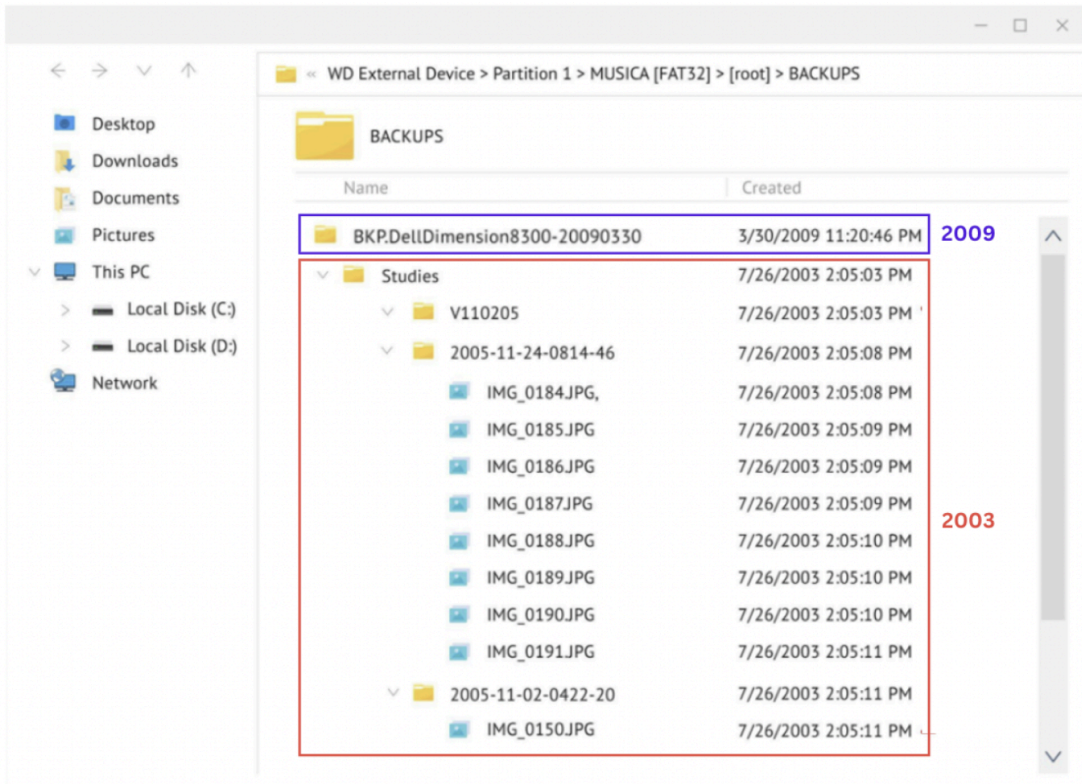 « WD External Device > Partition 1 > MUSICA [FAT32] > [root] > BACKUPS
Desktop
Downloads
Documents
Pictures
This PC
Local Disk (C:)
Local Disk (D:)
Network
BACKUPS
Name Created
BKP.DellDimension8300-20090330 3/30/2009 11:20:46 PM 2009
Studies 7/26/2003 2:05:03 PM
V110205 7/26/2003 2:05:03 PM
2005-11-24-0814-46 7/26/2003 2:05:08 PM
IMG_0184.JPG, 7/26/2003 2:05:08 PM
IMG_0185.JPG 7/26/2003 2:05:09 PM
IMG_0186.JPG 7/26/2003 2:05:09 PM
IMG_0187.JPG 7/26/2003 2:05:09 PM
2003
IMG_0188.JPG 7/26/2003 2:05:10 PM
IMG_0189.JPG 7/26/2003 2:05:10 PM
IMG_0190.JPG 7/26/2003 2:05:10 PM
IMG_0191.JPG 7/26/2003 2:05:11 PM
2005-11-02-0422-20 7/26/2003 2:05:11 PM
IMG_0150.JPG 7/26/2003 2:05:11 PM